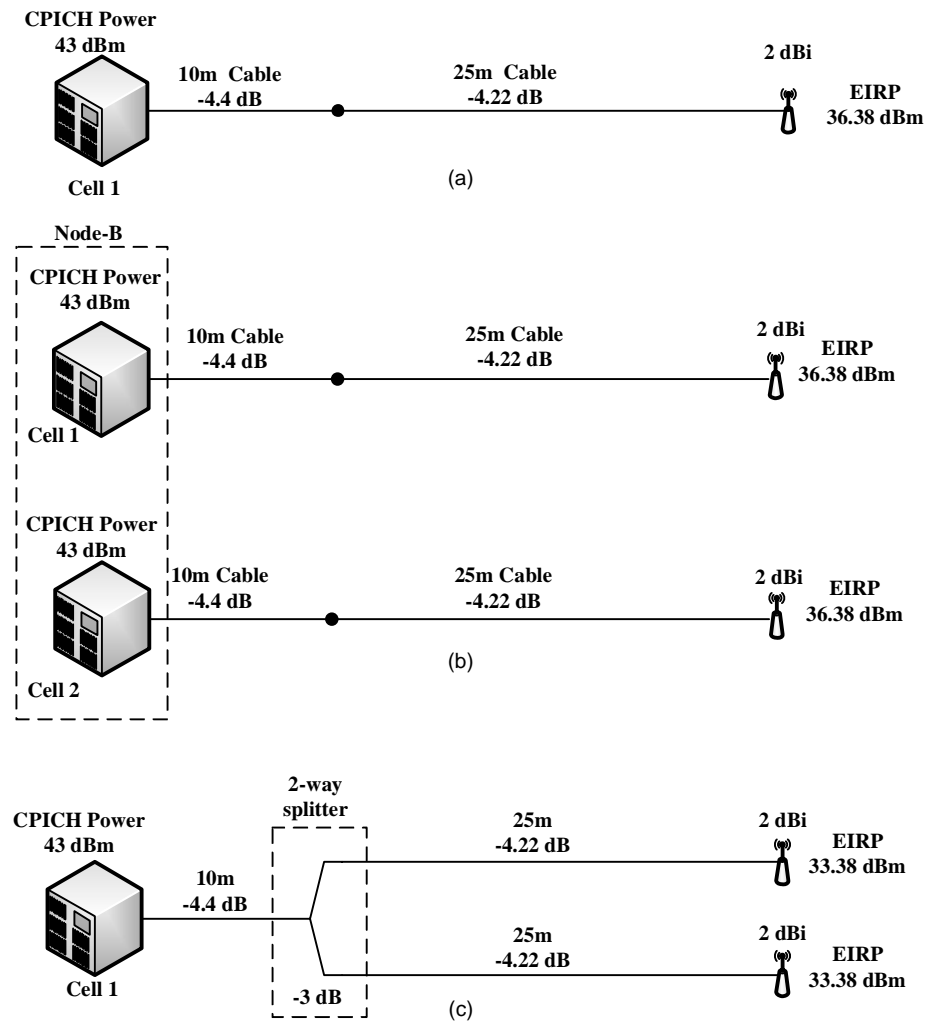 CPICH Power
43 dBm
10m Cable
-4.4 dB
25m Cable
-4.22 dB
2 dBi
EIRP
36.38 dBm
Cell 1
(a)
Node-B
CPICH Power
43 dBm
10m Cable
-4.4 dB
25m Cable
-4.22 dB
2 dBi
EIRP
36.38 dBm
Cell 1
CPICH Power
43 dBm
10m Cable
-4.4 dB
25m Cable
-4.22 dB
2 dBi
EIRP
36.38 dBm
Cell 2
(b)
2-way
splitter
CPICH Power
43 dBm
10m
-4.4 dB
25m
-4.22 dB
2 dBi
EIRP
33.38 dBm
25m
-4.22 dB
2 dBi
EIRP
33.38 dBm
Cell 1
-3 dB
(c)